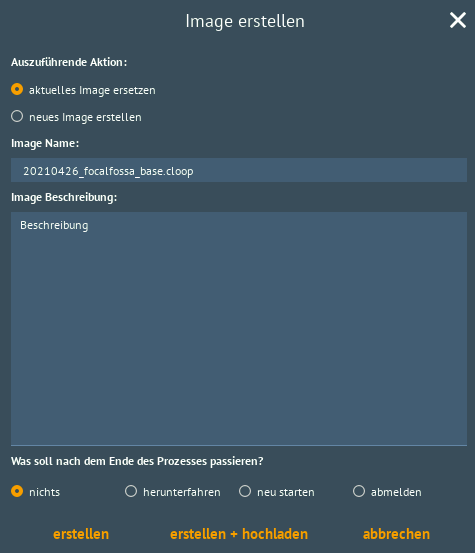 Image erstellen
Auszuführende Aktion:
aktuelles Image ersetzen
neues Image erstellen
Image Name:
20210426_focalfossa_base.cloop
Image Beschreibung:
Beschreibung
Was soll nach dem Ende des Prozesses passieren?
nichts herunterfahren neu starten abmelden
erstellen erstellen + hochladen abbrechen